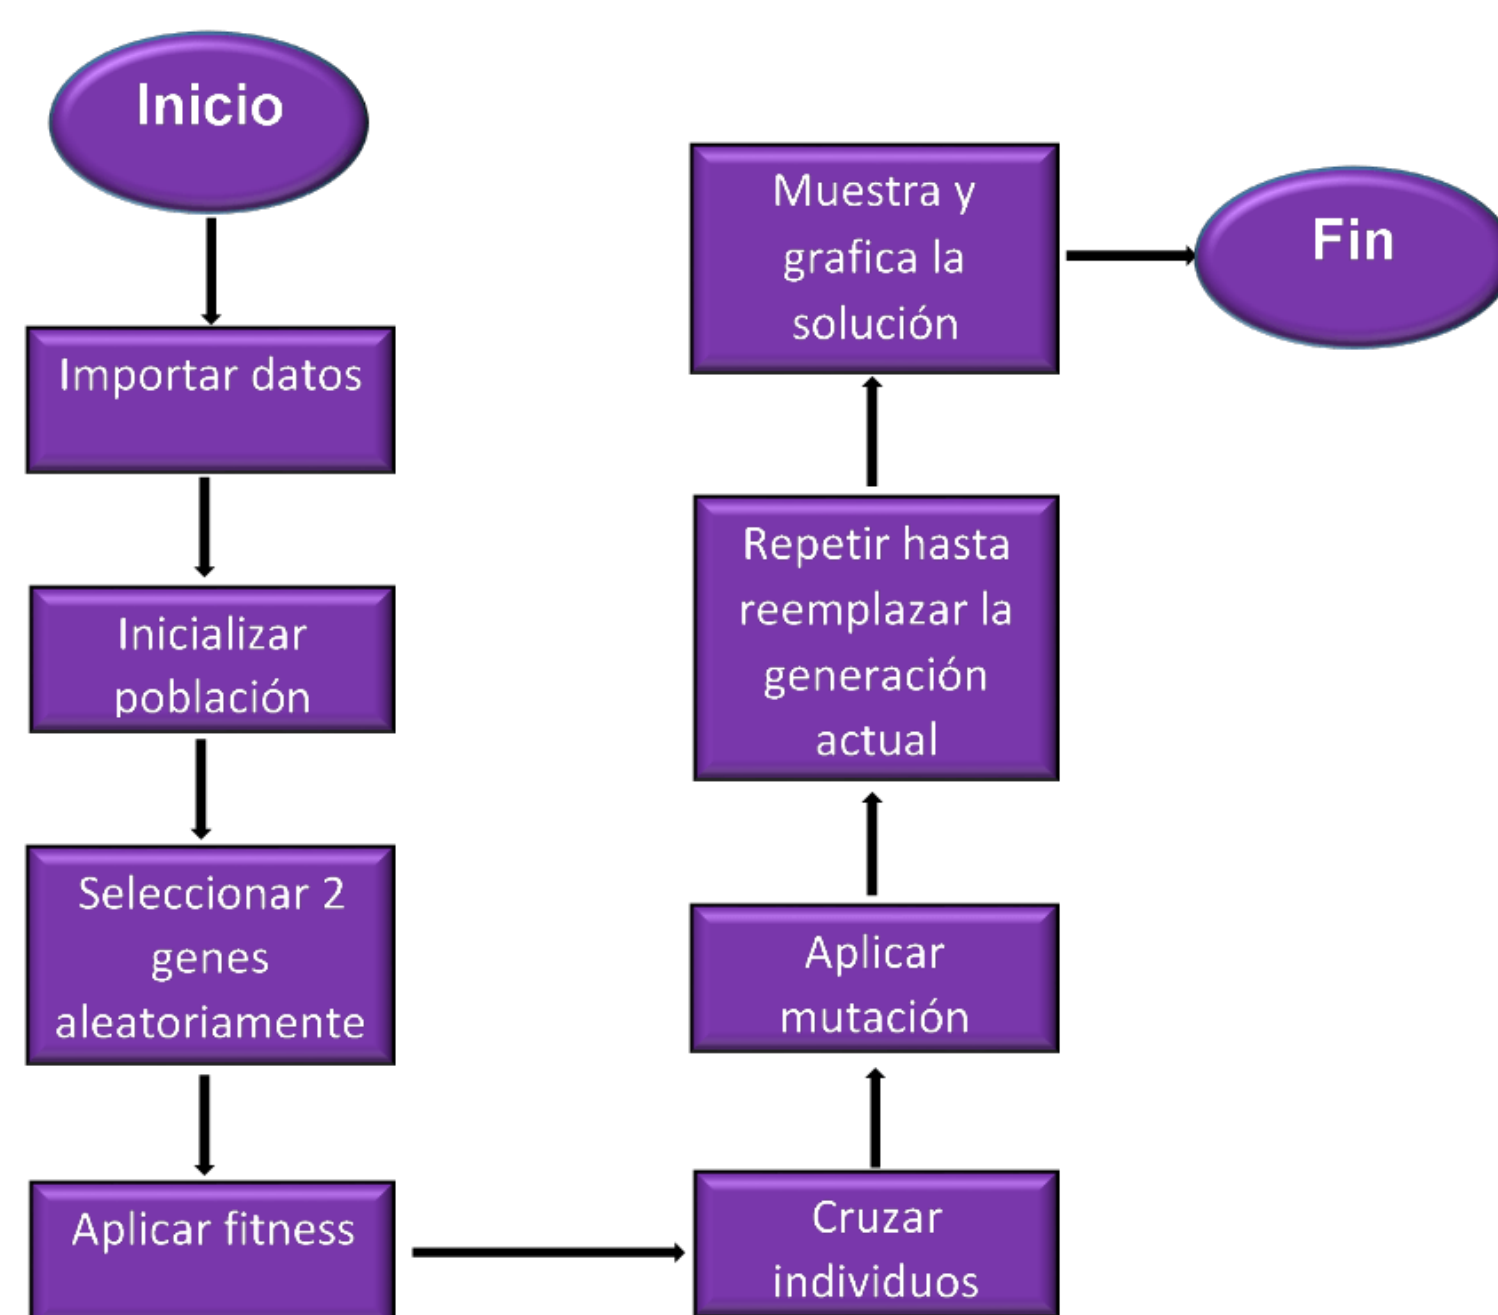 Inicio
Importar datos
Inicializar
población
Seleccionar 2
genes
aleatoriamente
Aplicar fitness
Cruzar
individuos
Aplicar
mutación
Repetir hasta
reemplazar la
generación
actual
Muestra y
grafica la
solución
Fin